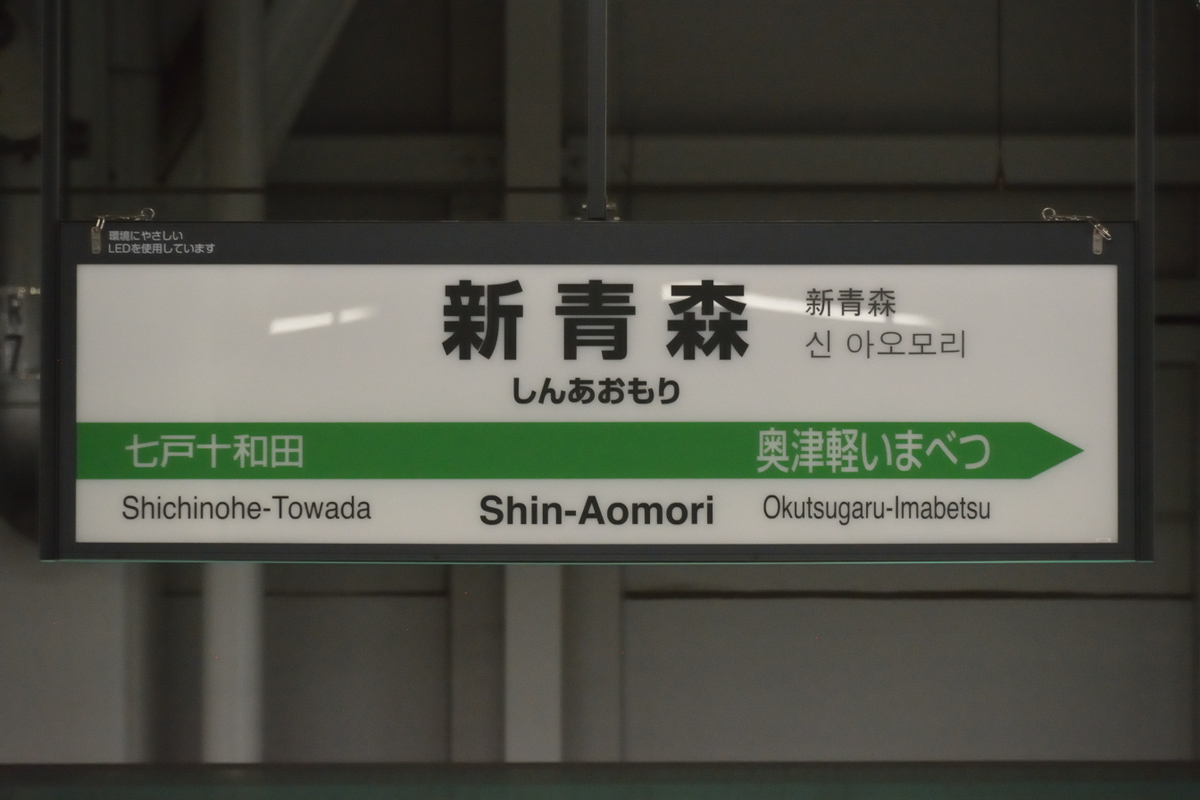 環境にやさしい
LEDを使用しています
新青森
新青森
신 아오모리
しんあおもり
七戸十和田 奥津軽いまべつ
Shichinohe-Towada Shin-Aomori Okutsugaru-Imabetsu
7